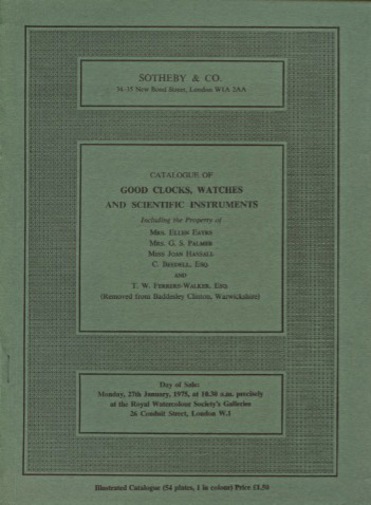 SOTHEBY & CO.
34-35 New Bond Street, London W1A 2AA
CATALOGUE OF
GOOD CLOCKS, WATCHES
AND SCIENTIFIC INSTRUMENTS
Including the Property of
MRS. ELLEN
MRS. G. S. PALMER
MISS JOAN HASSALL
C. ESQ.
AND
T. W. FERRERS-WALKER, ESQ.
(Removed from Baddesley Clinton, Warwickshire)
Day of Sale:
Monday, 27th January, 1975, at 10.30 a.m. precisely
at the Royal Watercolour Society's Galleries
26 Conduit Street, London W.1
Illustrated Catalogue (54 plates, 1 in colour) Price £1.50